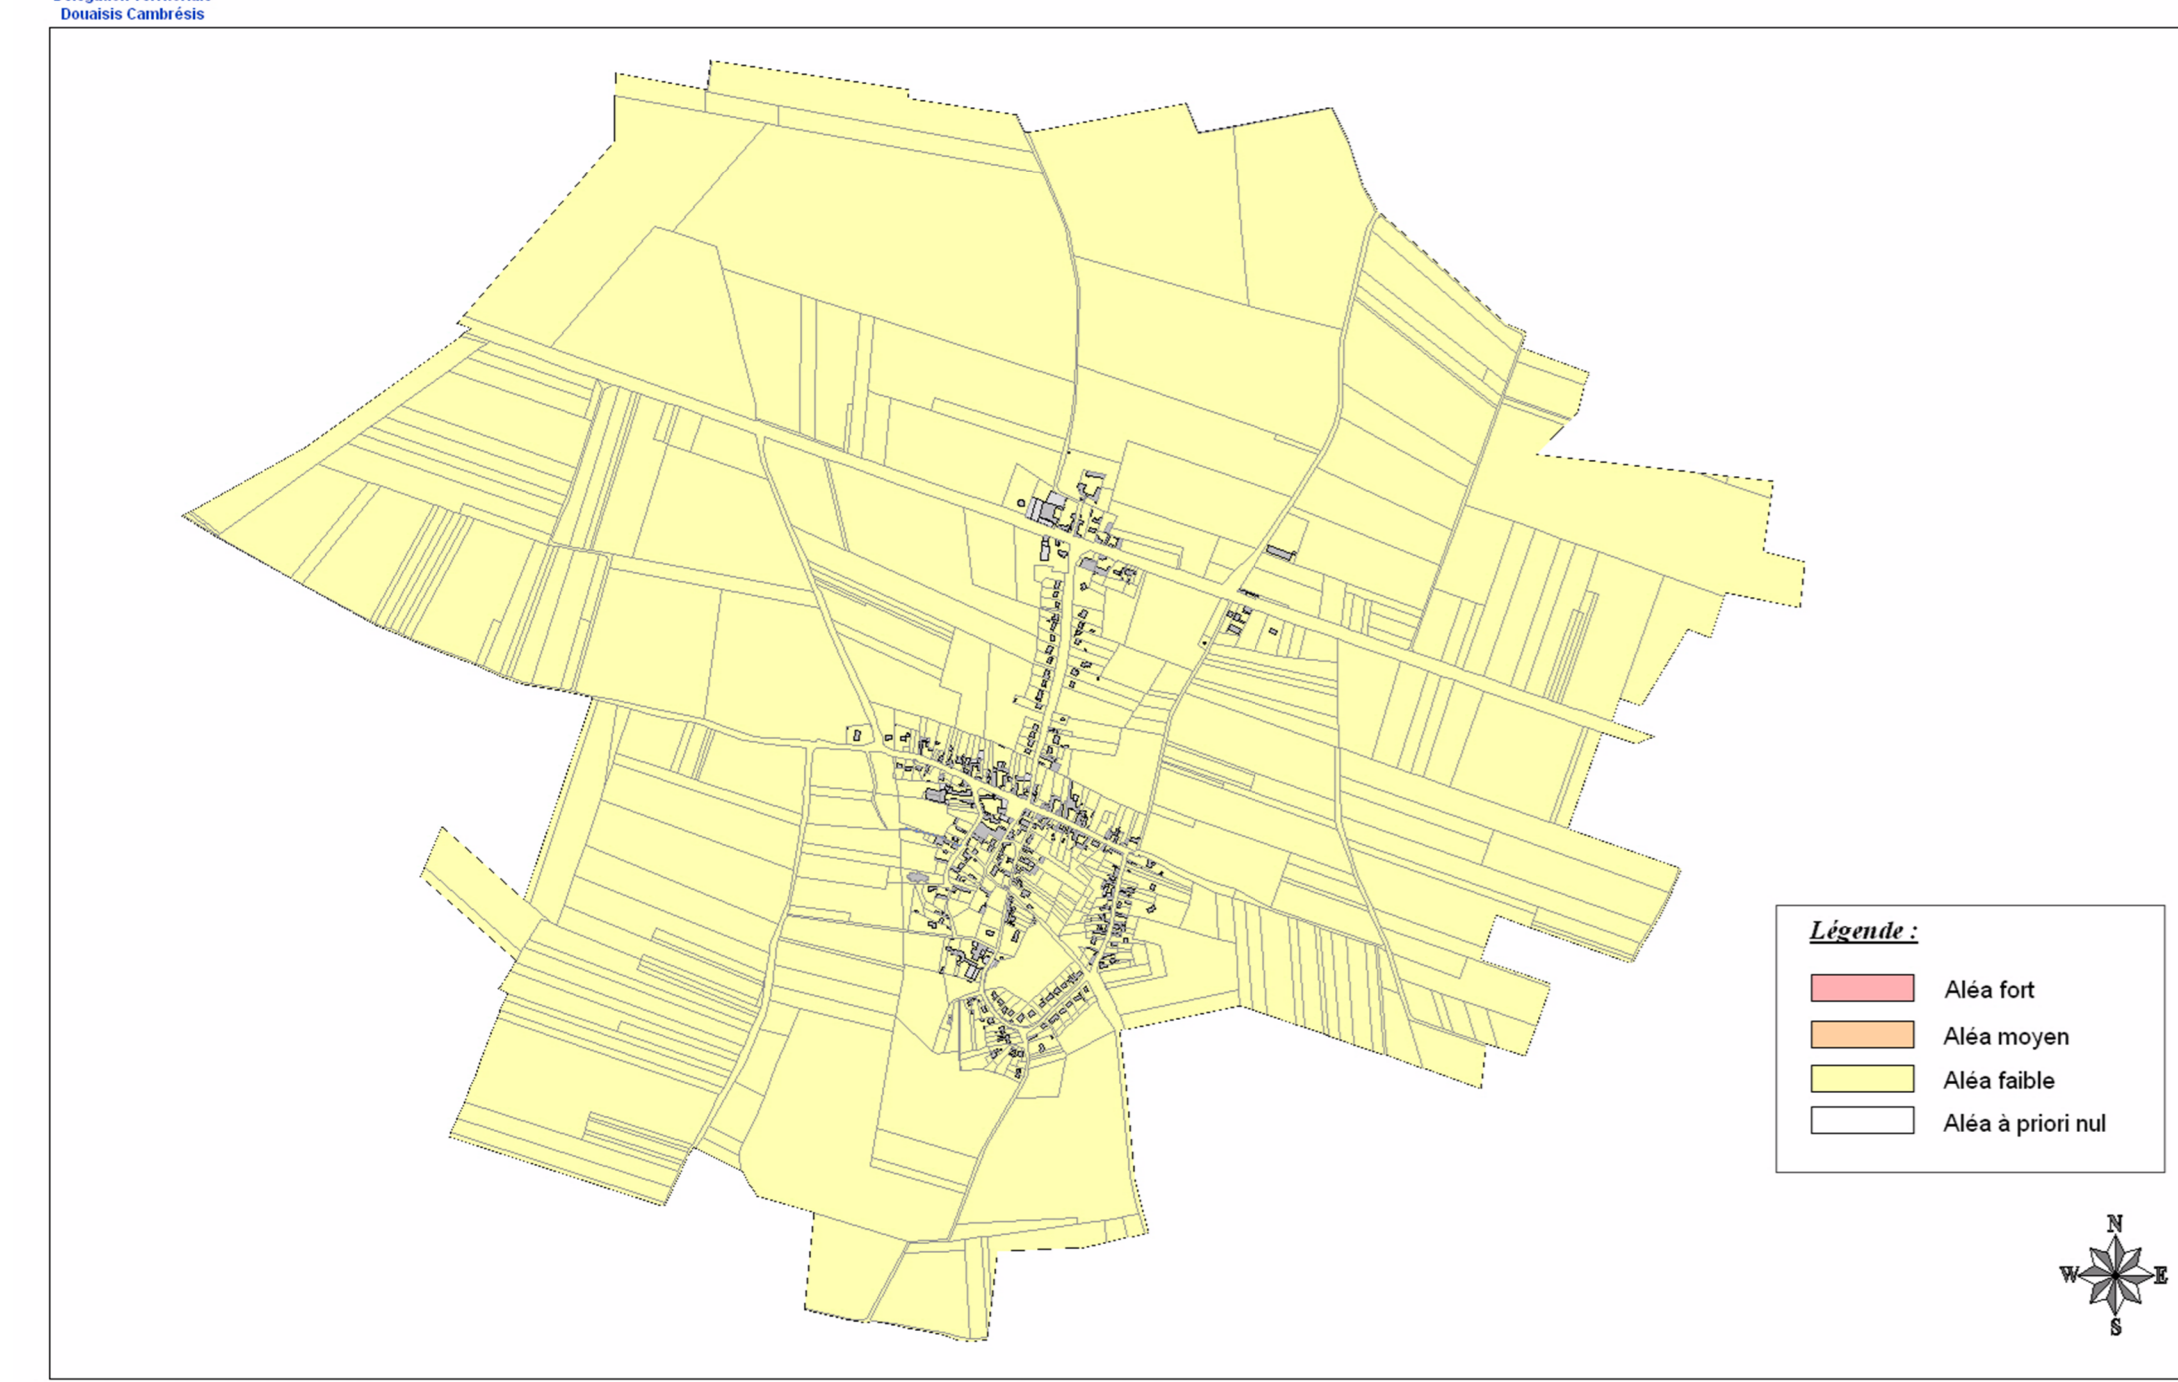 Douaisis Cambrésis
Légende :
Aléa fort
Aléa moyen
Aléa faible
Aléa à priori nul
N
W E
S